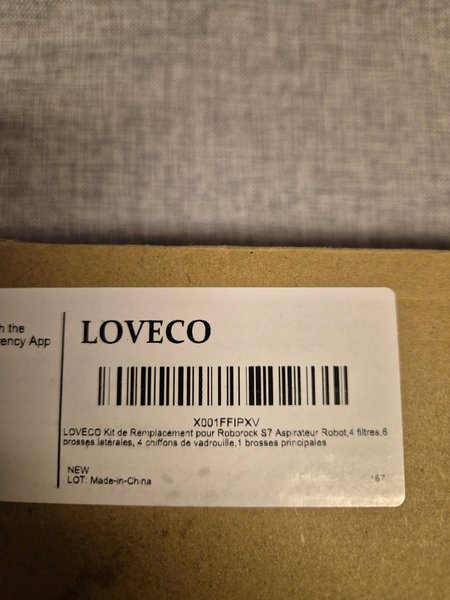 h the
ency App
LOVECO
X001FFIPXV
LOVECO Kit de Remplacement pour Roborock S7 Aspirateur Robot,4 filtres,6
brosses latérales, 4 chiffons de vadrouille,1 brosses principales
NEW
LOT: Made-in-China